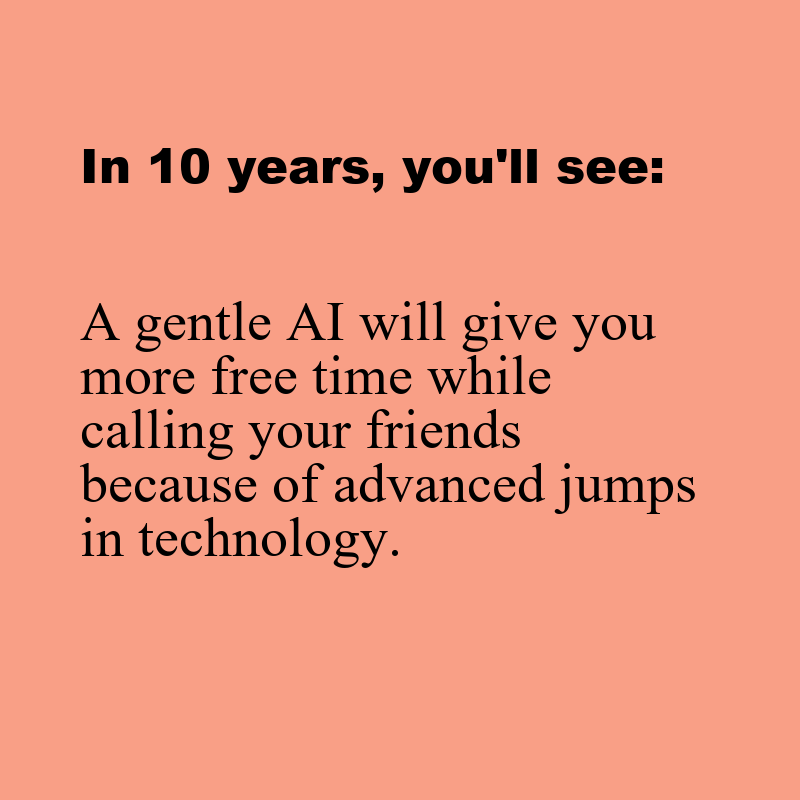 In 10 years, you'll see:
A gentle AI will give you
more free time while
calling your friends
because of advanced jumps
in technology.